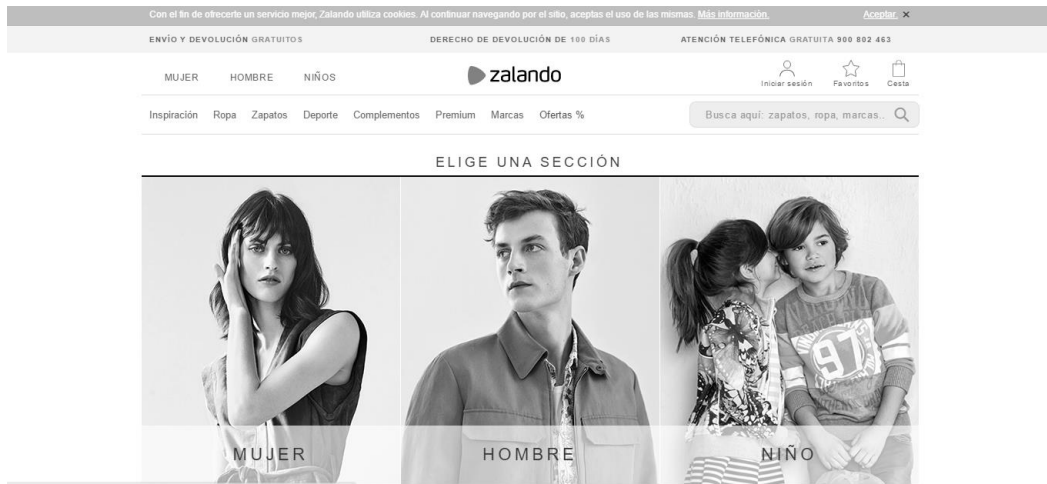 Con el fin de ofrecerte un servicio mejor, Zalando utiliza cookies. Al continuar navegando por el sitio, aceptas el uso de las mismas. Más información. Aceptar. ✕
ENVÍO Y DEVOLUCIÓN GRATUITOS DERECHO DE DEVOLUCIÓN DE 100 DÍAS ATENCIÓN TELEFÓNICA GRATUITA 900 802 463
MUJER HOMBRE NIÑOS zalando Iniciar sesión Favoritos Cesta
Inspiración Ropa Zapatos Deporte Complementos Premium Marcas Ofertas % Busca aquí: zapatos, ropa, marcas..
ELIGE UNA SECCIÓN
97
MUJER HOMBRE NIÑO